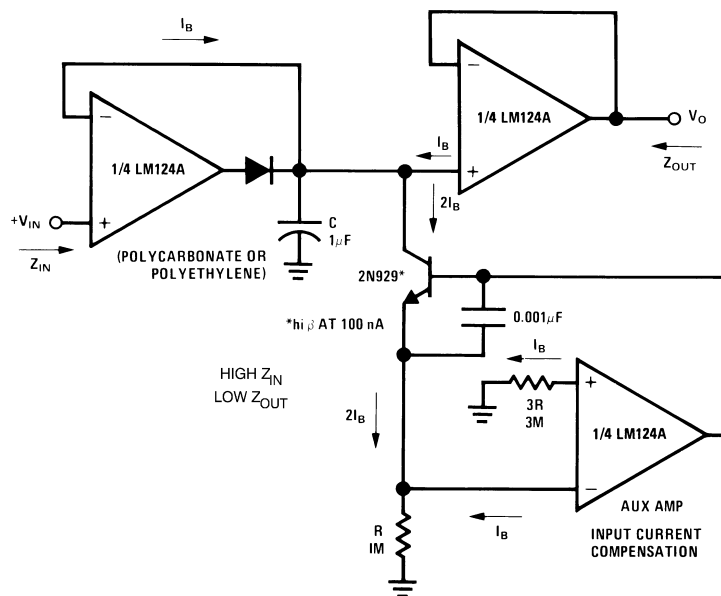 I_B
−
1/4 LM124A
+V_IN
+
Z_IN
(POLYCARBONATE OR
POLYETHYLENE)
C
1μF
−
1/4 LM124A
+
I_B
V_O
Z_OUT
2I_B
2N929*
*hi β AT 100 nA
0.001μF
HIGH Z_IN
LOW Z_OUT
I_B
3R
3M
+
1/4 LM124A
−
2I_B
I_B
R
1M
AUX AMP
INPUT CURRENT
COMPENSATION